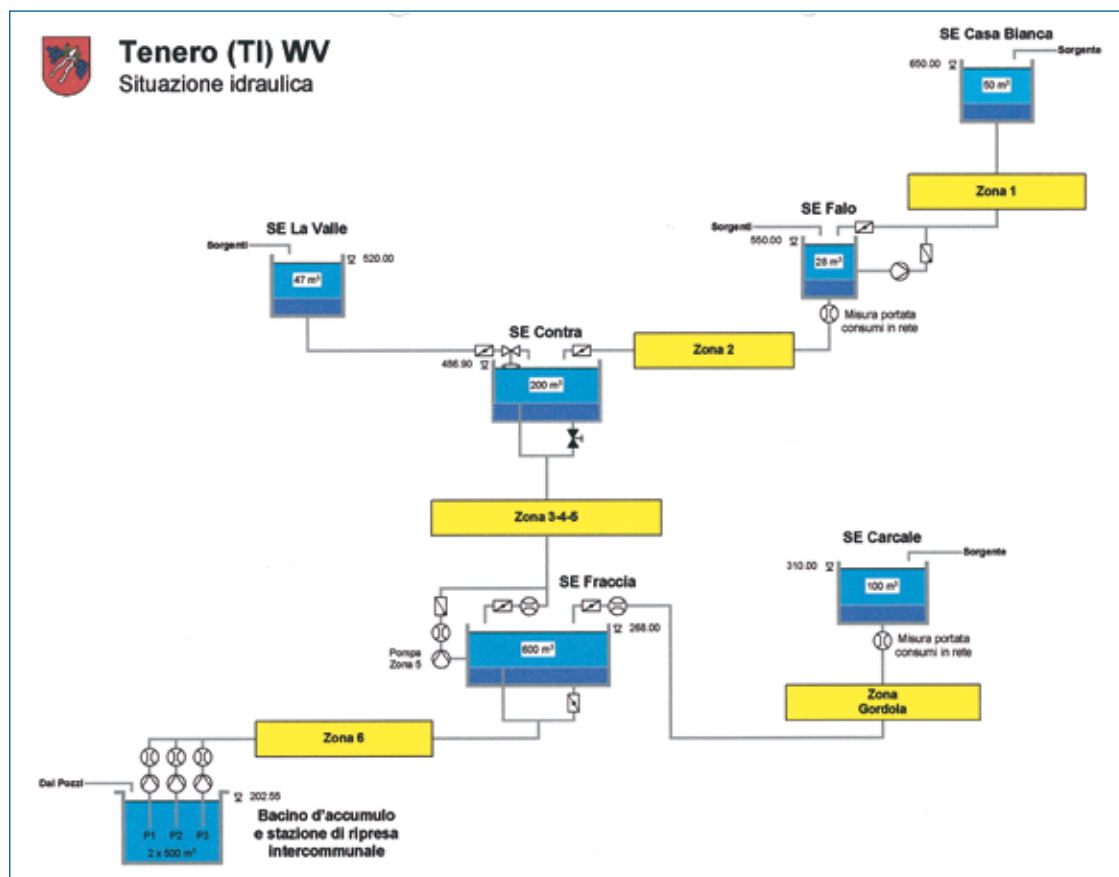 Tenero (TI) WV
Situazione idraulica
SE Casa Bianca
Sorgente
650.00
50 m³
Zona 1
SE Falo
Sorgenti
550.00
28 m³
Misura portata
consumi in rete
SE La Valle
Sorgenti
520.00
47 m³
SE Contra
486.90
200 m³
Zona 2
Zona 3-4-5
SE Carcale
Sorgente
310.00
100 m³
Misura portata
consumi in rete
Zona
Gordola
SE Fraccia
268.00
600 m³
Pompa
Zona 5
Zona 6
Dai Pozzi
202.55
P1 P2 P3
2 x 500 m³
Bacino d'accumulo
e stazione di ripresa
intercommunale